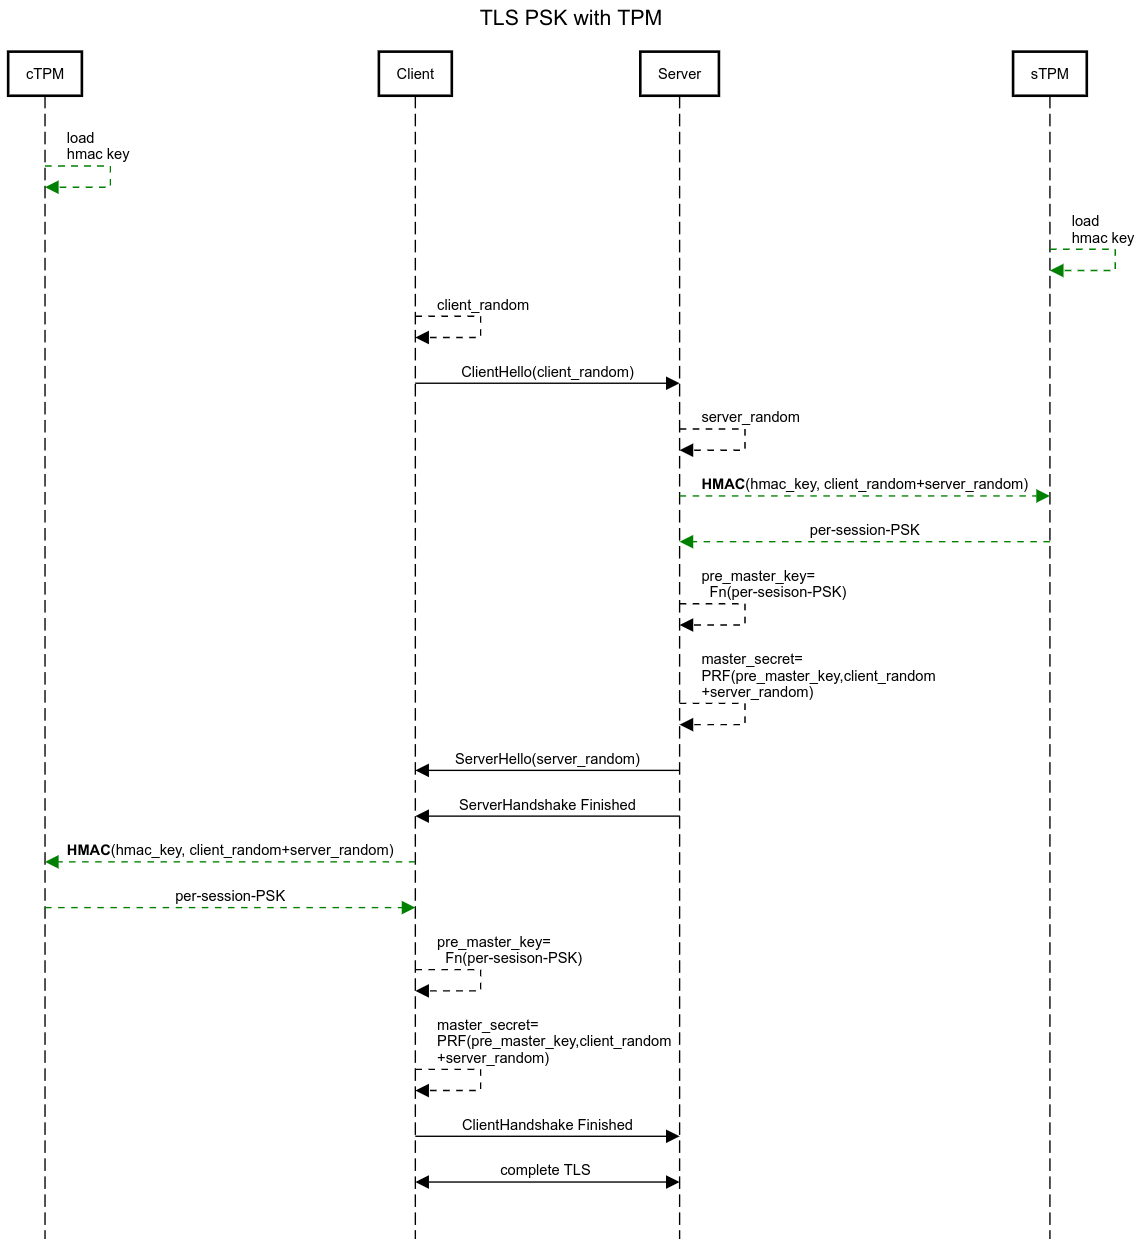 TLS PSK with TPM
cTPM
Client
Server
sTPM
load
hmac key
load
hmac key
client_random
ClientHello(client_random)
server_random
HMAC(hmac_key, client_random+server_random)
per-session-PSK
pre_master_key=
Fn(per-sesison-PSK)
master_secret=
PRF(pre_master_key,client_random
+server_random)
ServerHello(server_random)
ServerHandshake Finished
HMAC(hmac_key, client_random+server_random)
per-session-PSK
pre_master_key=
Fn(per-sesison-PSK)
master_secret=
PRF(pre_master_key,client_random
+server_random)
ClientHandshake Finished
complete TLS